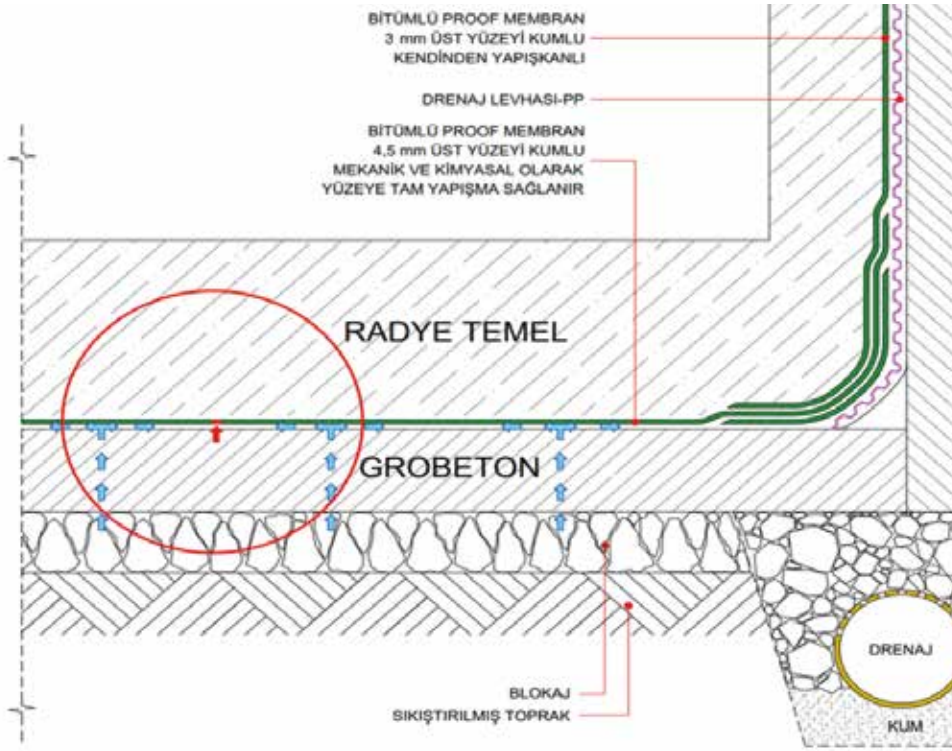 BİTÜMLÜ PROOF MEMBRAN
3 mm ÜST YÜZEYİ KUMLU
KENDİNDEN YAPIŞKANLI
DRENAJ LEVHASI-PP
BİTÜMLÜ PROOF MEMBRAN
4,5 mm ÜST YÜZEYİ KUMLU
MEKANİK VE KİMYASAL OLARAK
YÜZEYE TAM YAPIŞMA SAĞLANIR
RADYE TEMEL
GROBETON
DRENAJ
BLOKAJ
SIKIŞTIRILMIŞ TOPRAK
KUM